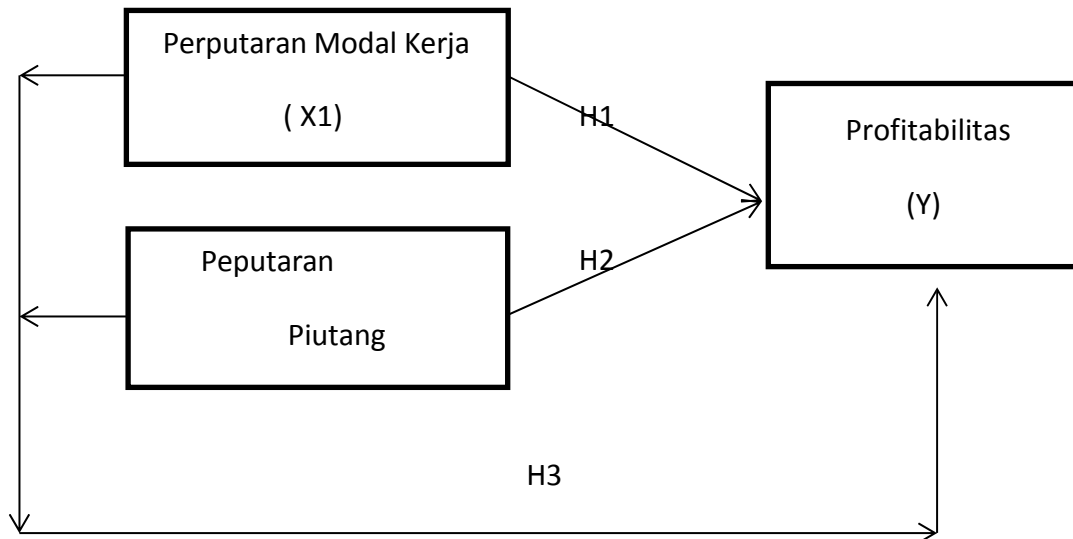 Perputaran Modal Kerja
( X1)
H1
Profitabilitas
(Y)
Peputaran
Piutang
H2
H3